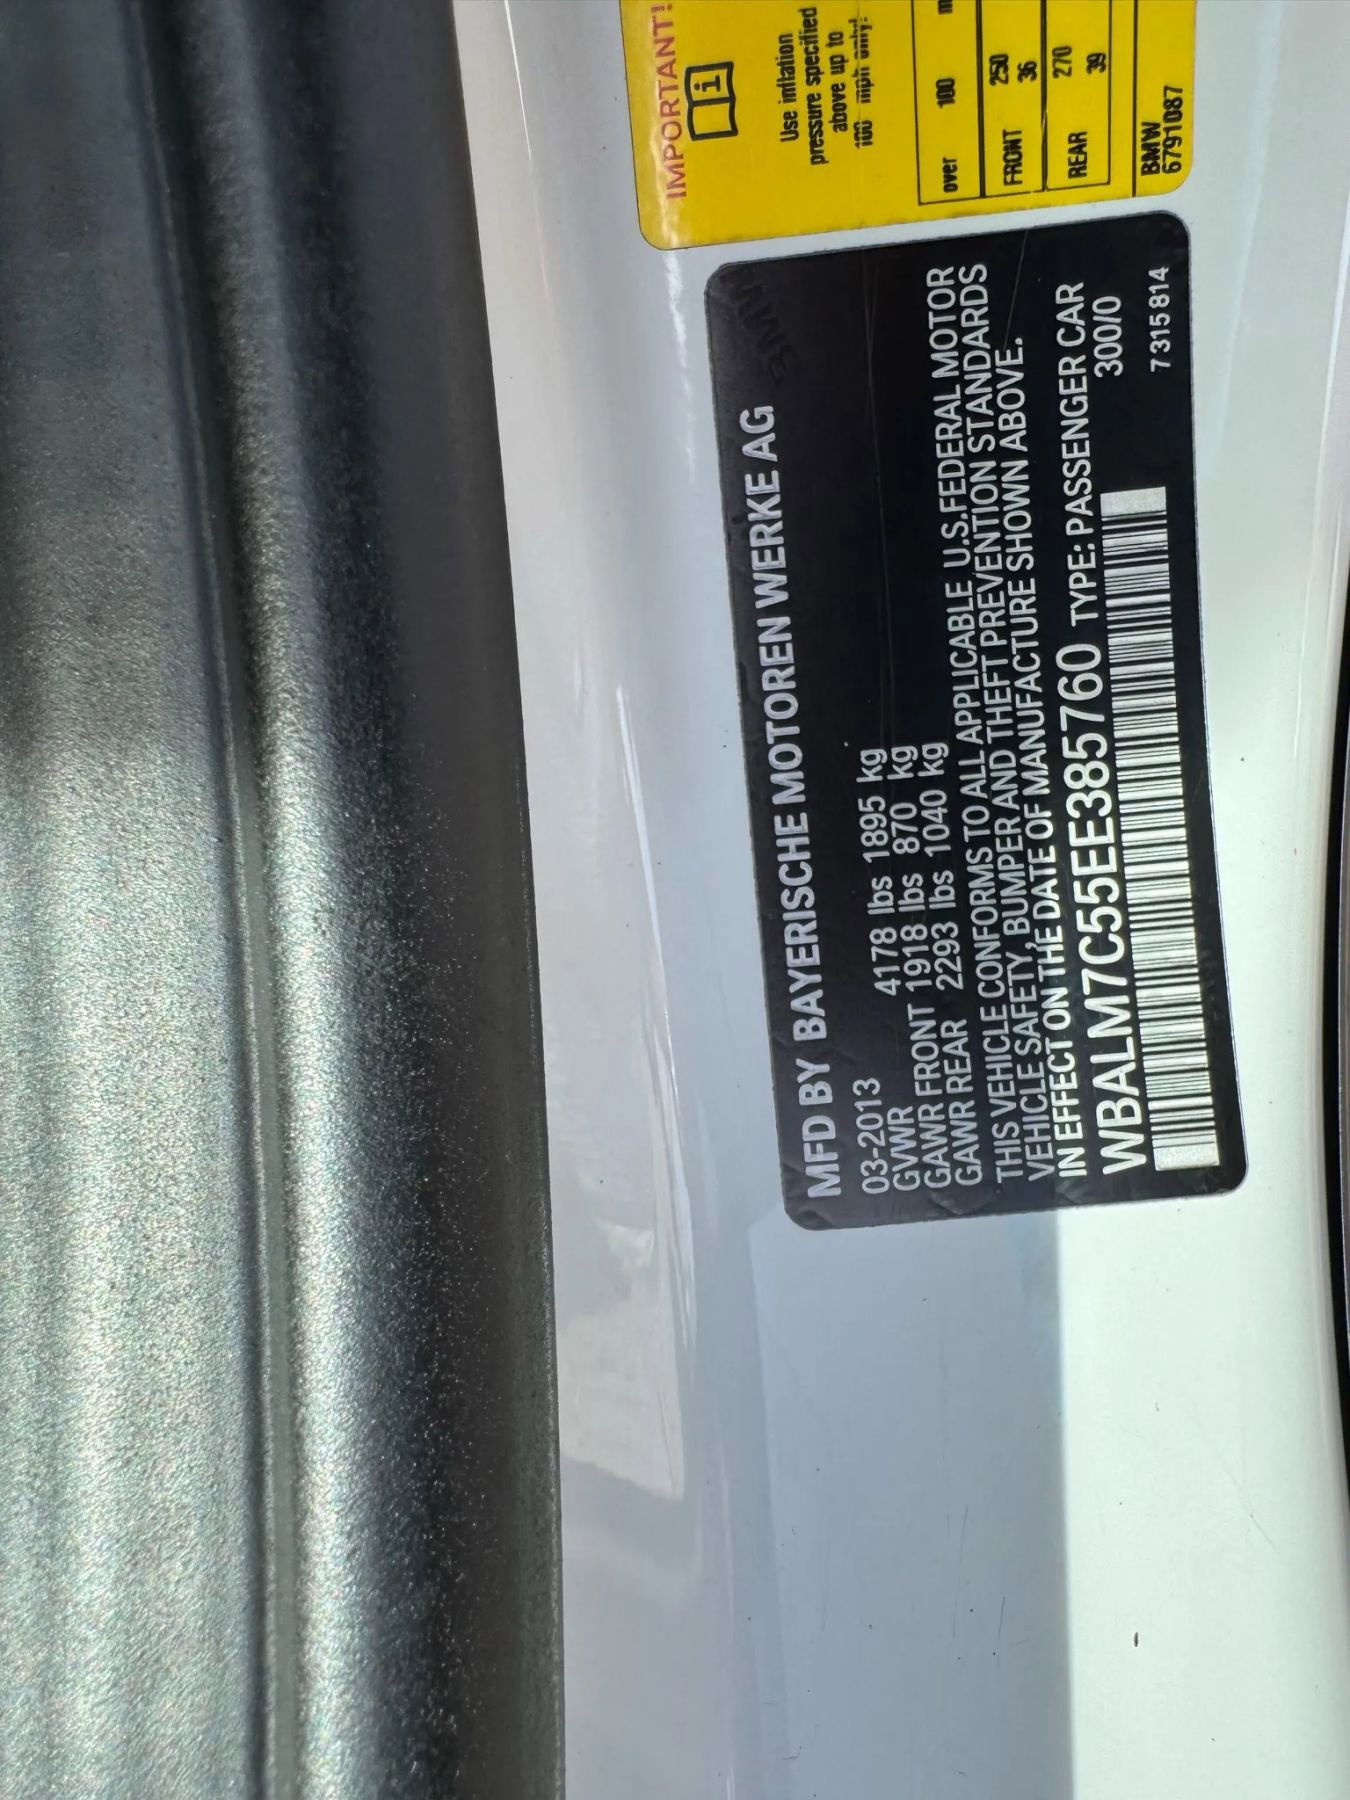 IMPORTANT!
i
Use inflation
pressure specified
above up to
100 mph only!
over 100
FRONT 250
36
REAR 270
39
BMW
6791087
MFD BY BAYERISCHE MOTOREN WERKE AG
03-2013
GVWR 4178 lbs 1895 kg
GAWR FRONT 1918 lbs 870 kg
GAWR REAR 2293 lbs 1040 kg
THIS VEHICLE CONFORMS TO ALL APPLICABLE U.S.FEDERAL MOTOR
VEHICLE SAFETY, BUMPER AND THEFT PREVENTION STANDARDS
IN EFFECT ON THE DATE OF MANUFACTURE SHOWN ABOVE.
WBALM7C55EE385760 TYPE: PASSENGER CAR
300/0
7315814